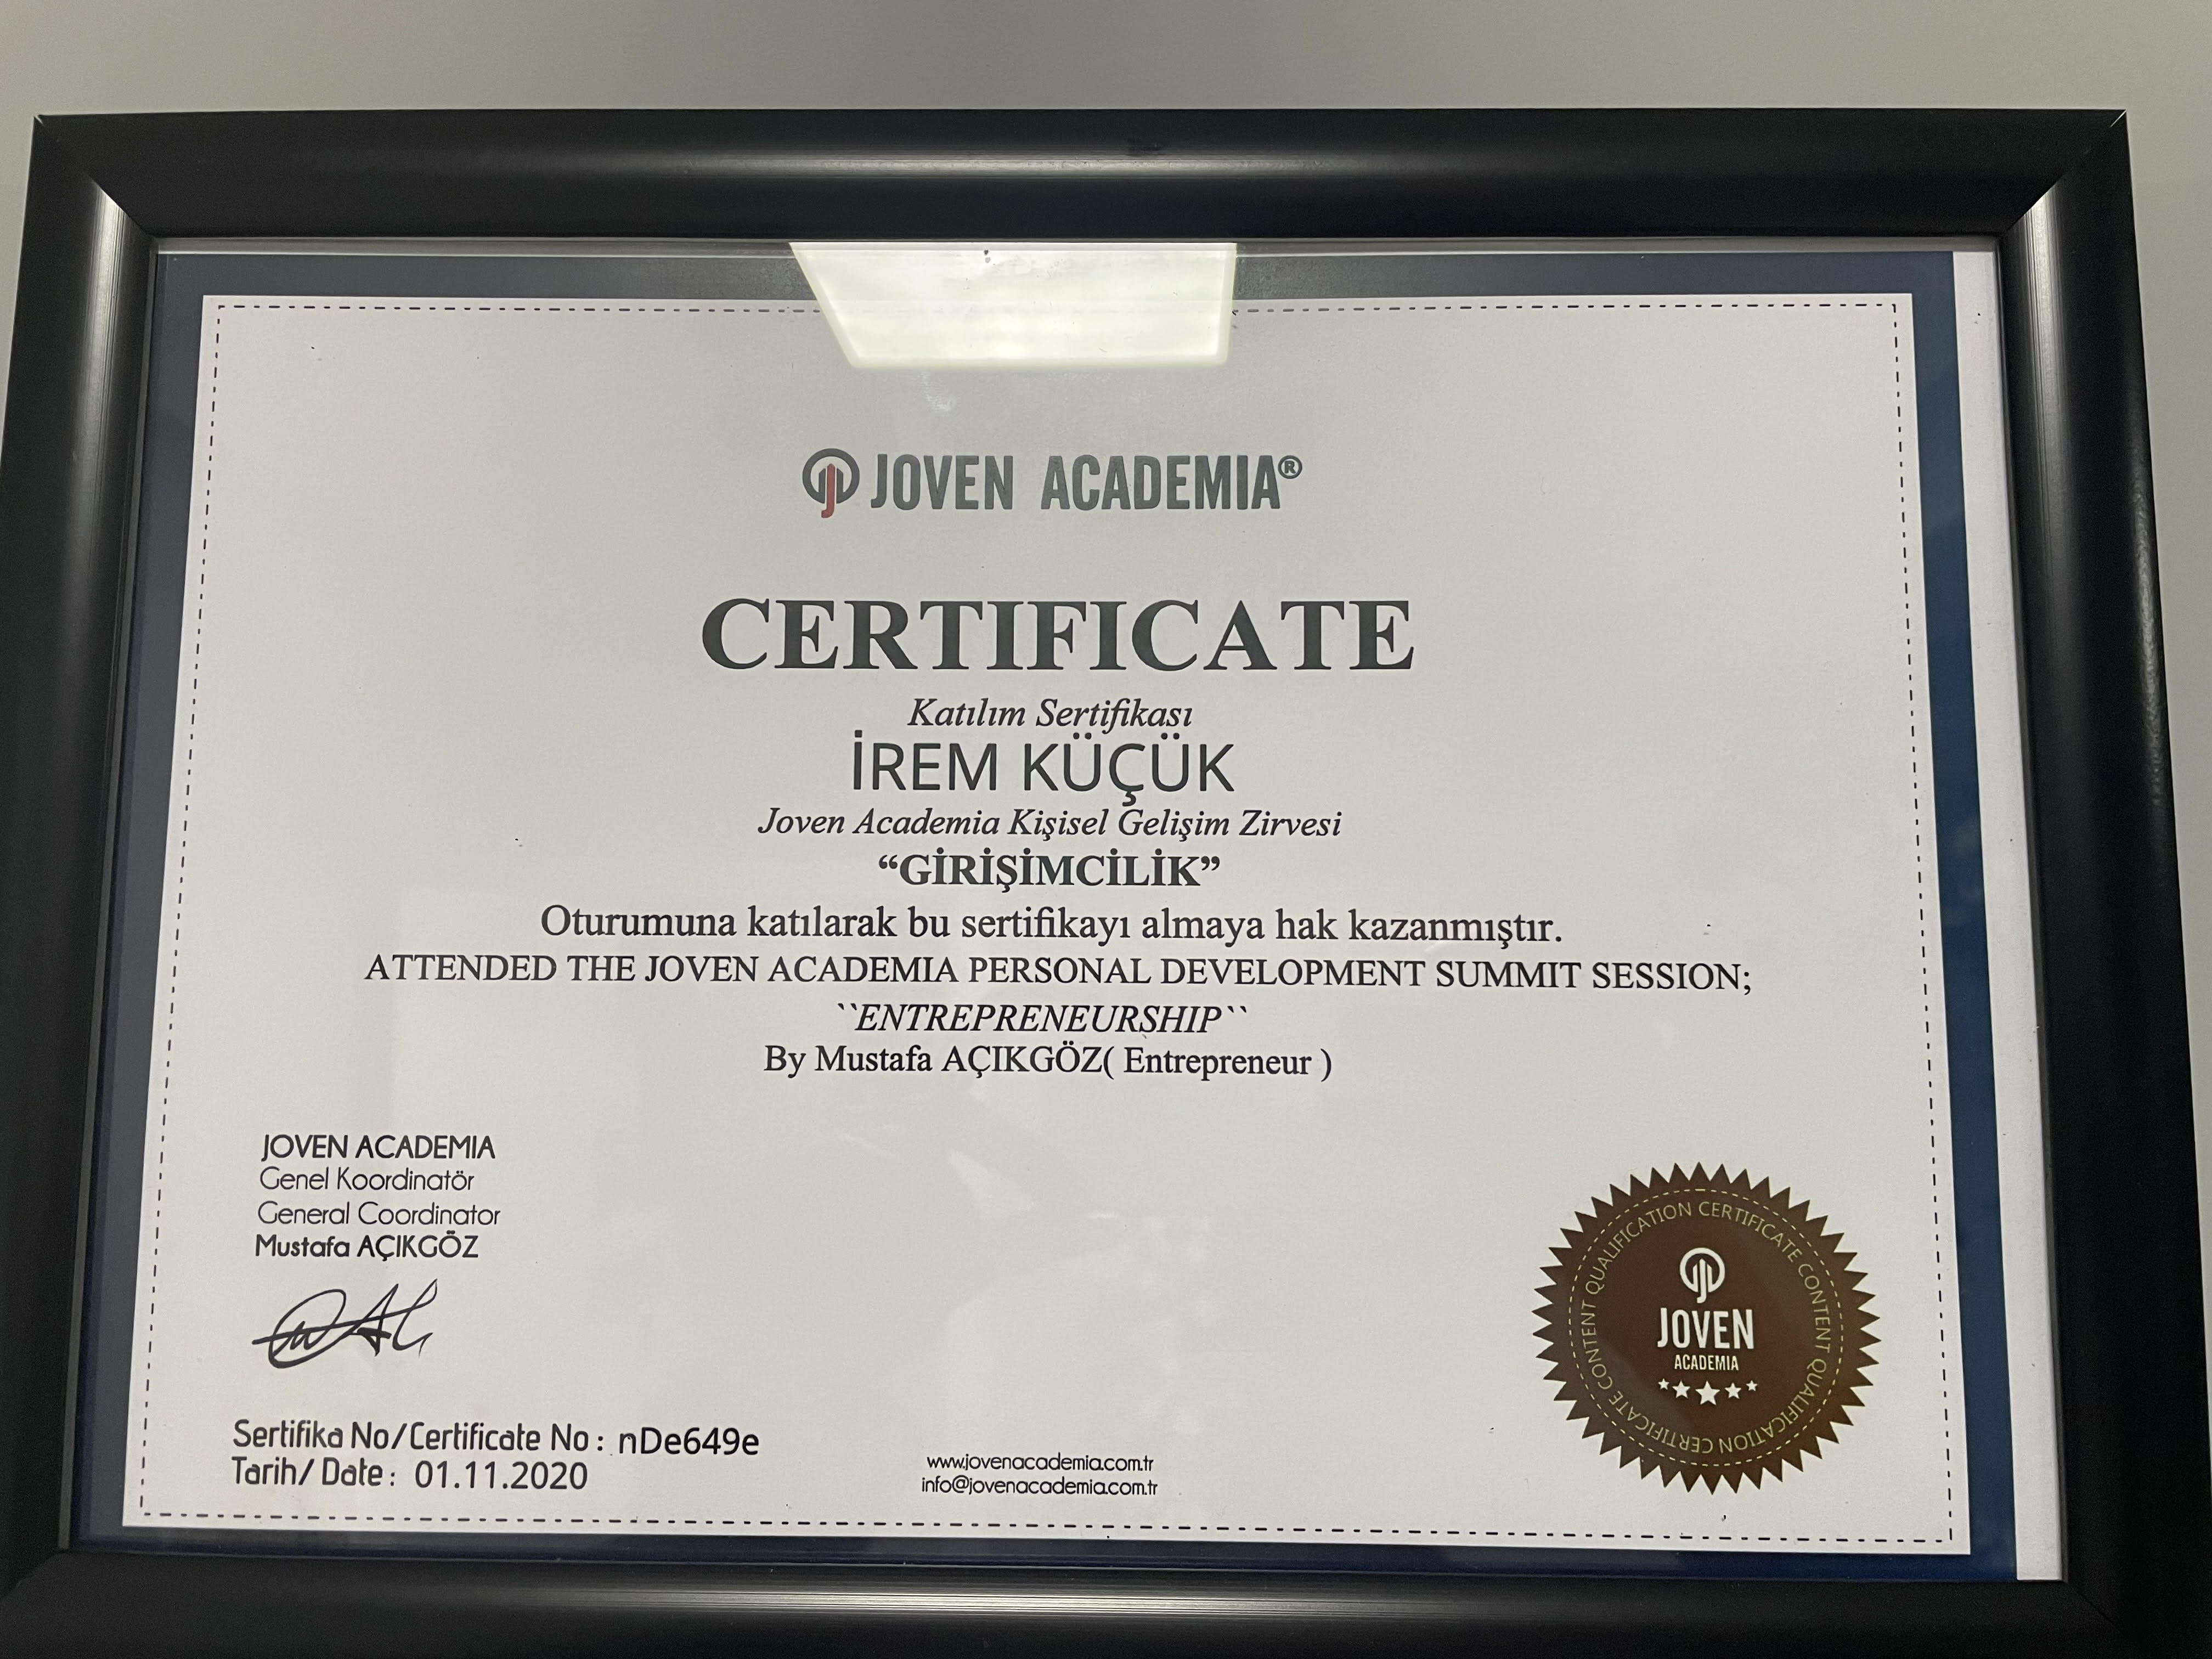 JOVEN ACADEMIA®
CERTIFICATE
Katılım Sertifikası
İREM KÜÇÜK
Joven Academia Kişisel Gelişim Zirvesi
“GİRİŞİMCİLİK”
Oturumuna katılarak bu sertifikayı almaya hak kazanmıştır.
ATTENDED THE JOVEN ACADEMIA PERSONAL DEVELOPMENT SUMMIT SESSION;
``ENTREPRENEURSHIP``
By Mustafa AÇIKGÖZ( Entrepreneur )
JOVEN ACADEMIA
Genel Koordinatör
General Coordinator
Mustafa AÇIKGÖZ
Sertifika No/Certificate No : nDe649e
Tarih/ Date : 01.11.2020
www.jovenacademia.com.tr
info@jovenacademia.com.tr
CONTENT QUALIFICATION CERTIFICATE CONTENT QUALIFICATION CERTIFICATE
JOVEN
ACADEMIA